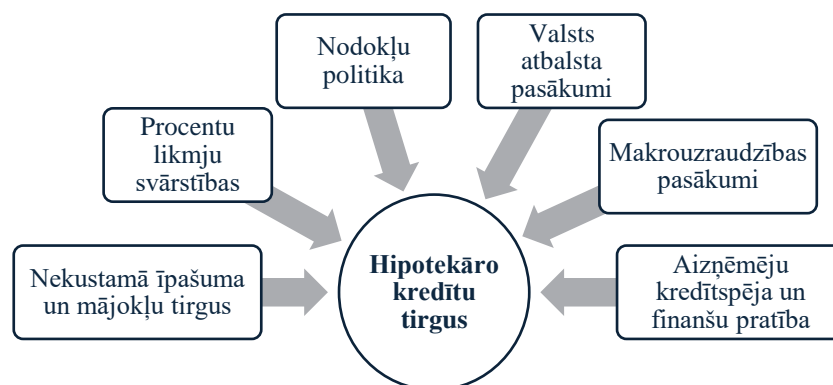 Nodokļu
politika
Valsts
atbalsta
pasākumi
Procentu
likmju
svārstības
Makrouzraudzības
pasākumi
Nekustamā īpašuma
un mājokļu tirgus
Hipotekāro
kredītu
tirgus
Aizņēmēju
kredītspēja un
finanšu pratība